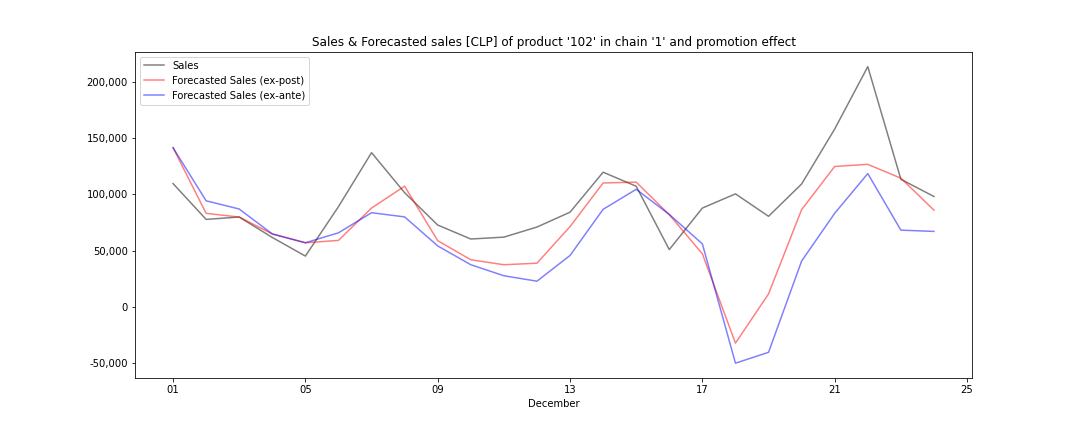 Sales & Forecasted sales [CLP] of product '102' in chain '1' and promotion effect
Sales
Forecasted Sales (ex-post)
Forecasted Sales (ex-ante)
200,000
150,000
100,000
50,000
0
-50,000
01 05 09 13 17 21 25
December